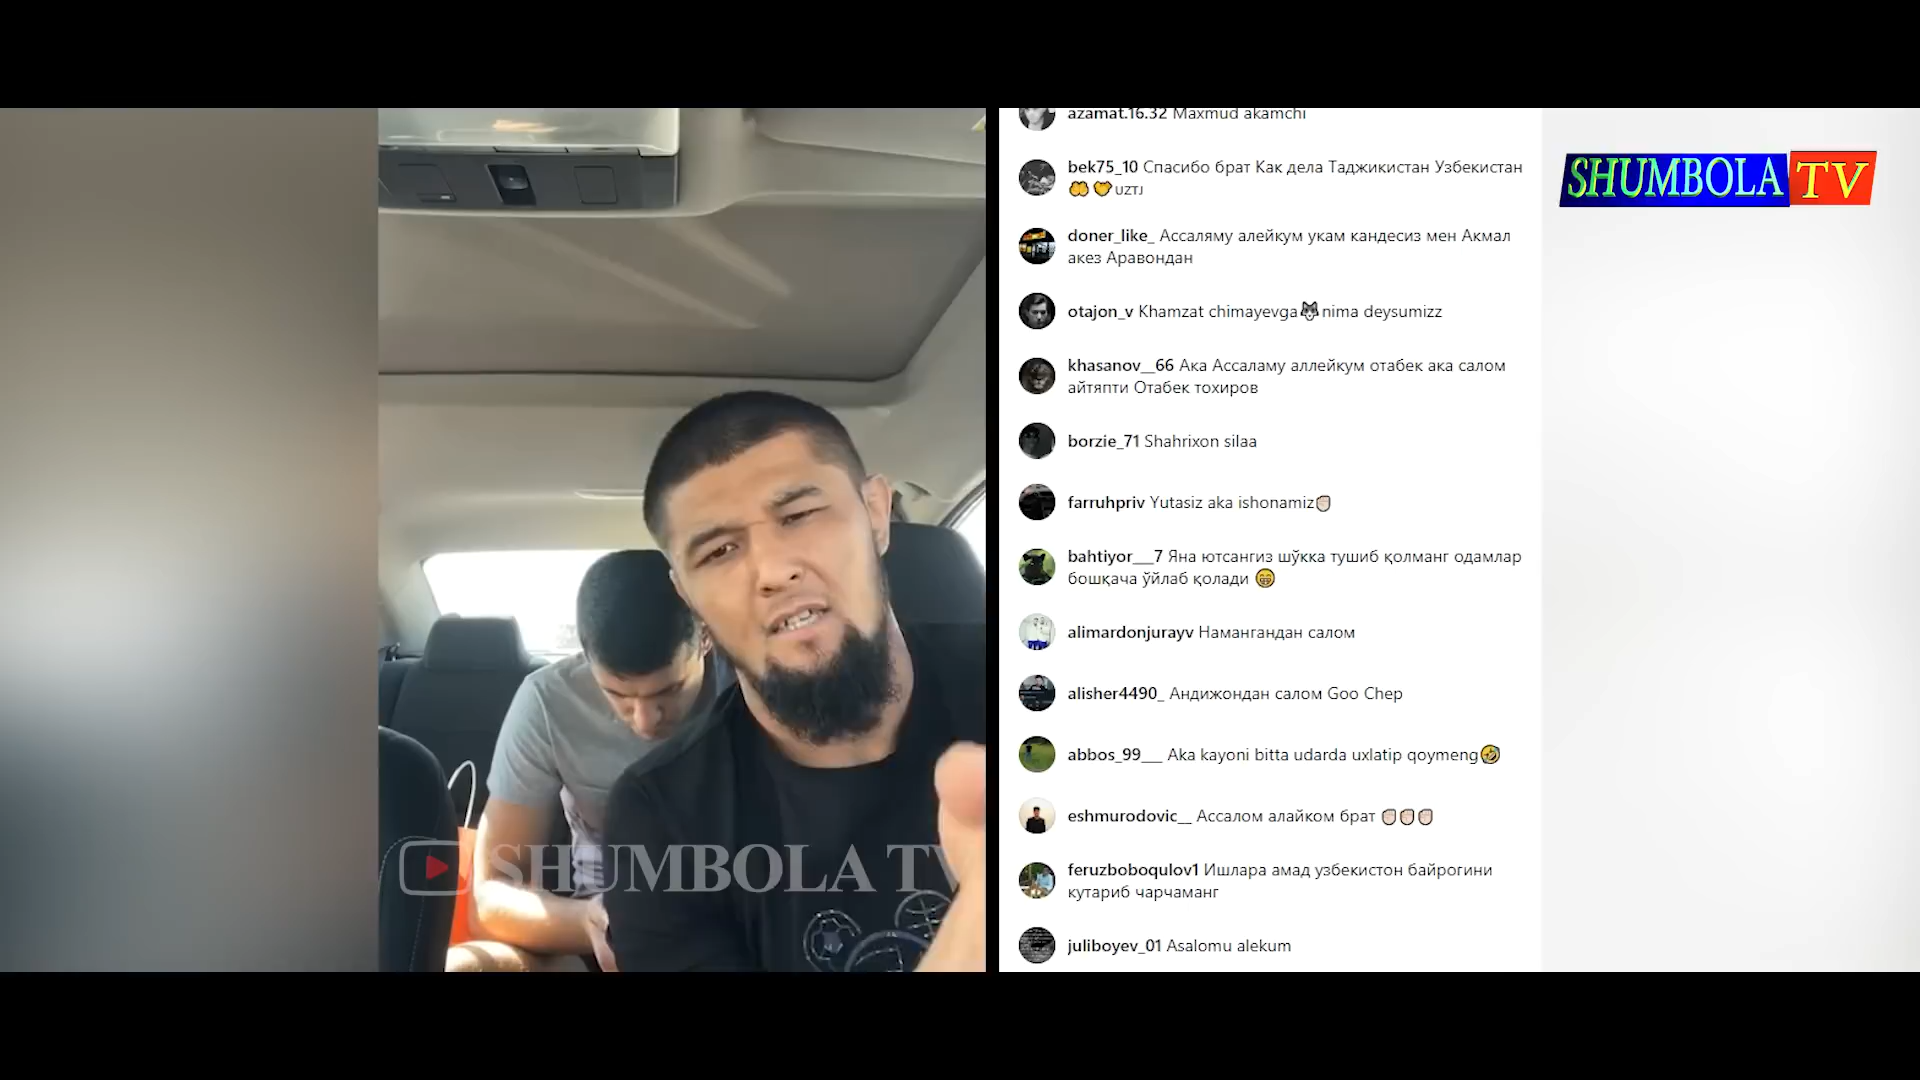 azamat.16.32 Maxmud akamchi
bek75_10 Спасибо брат Как дела Таджикистан Узбекистан
UZTJ
doner_like_ Ассаляму алейкум укам кандесиз мен Акмал
акез Аравондан
otajon_v Khamzat chimayevga🐺nima deysumizz
khasanov__66 Ака Ассаламу аллейкум отабек ака салом
айтяпти Отабек тохиров
borzie_71 Shahrixon silaa
farruhpriv Yutasiz aka ishonamiz✊
bahtiyor___7 Яна ютсангиз шўкка тушиб қолманг одамлар
бошқача ўйлаб қолади 😁
alimardonjurayv Намангандан салом
alisher4490_ Андижондан салом Goo Chep
abbos_99___ Aka kayoni bitta udarda uxlatip qoymeng🤣
eshmurodovic__ Ассалом алайком брат ✊✊✊
feruzboboqulov1 Ишлара амад узбекистон байрогини
кутариб чарчаманг
juliboyev_01 Asalomu alekum
SHUMBOLA TV
SHUMBOLA TV